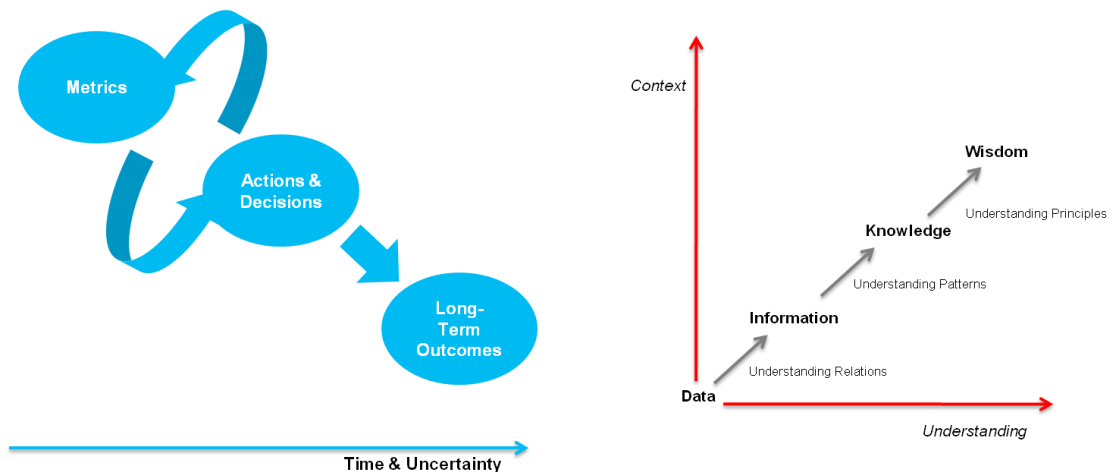 Metrics
Actions &
Decisions
Long-
Term
Outcomes
Time & Uncertainty
Context
Wisdom
Understanding Principles
Knowledge
Understanding Patterns
Information
Understanding Relations
Data
Understanding